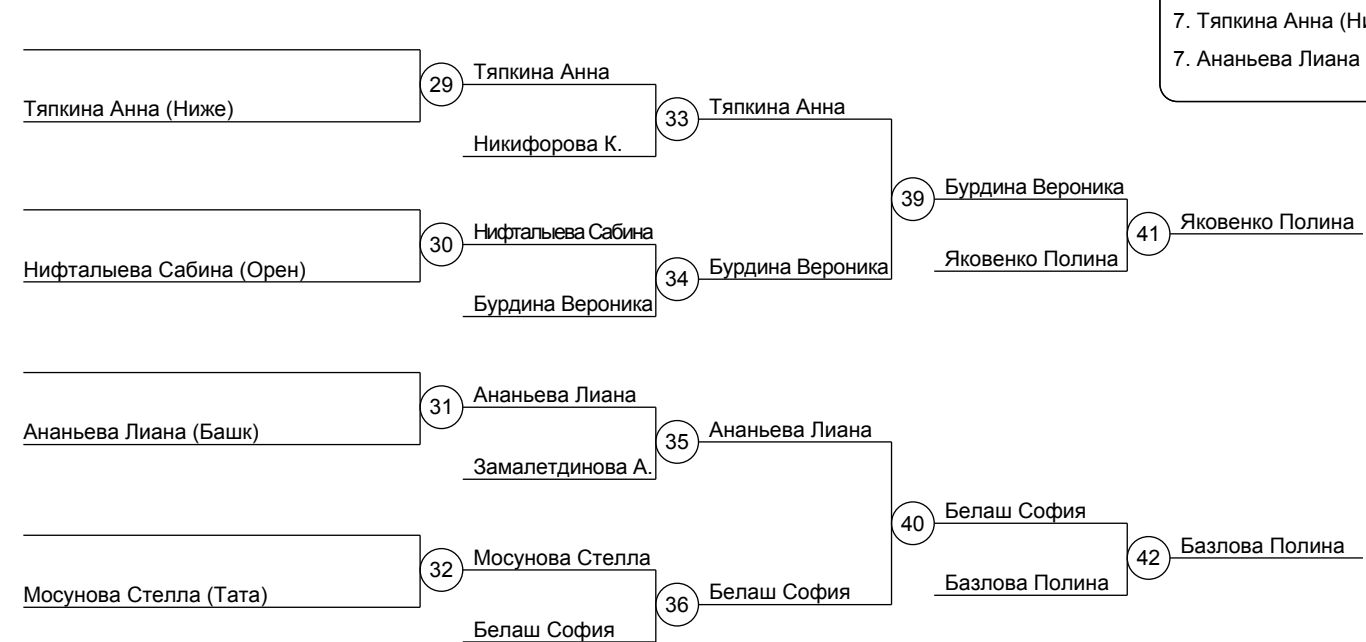 7. Тяпкина Анна (Ни
7. Ананьева Лиана
Тяпкина Анна (Ниже)
29
Тяпкина Анна
Никифорова К.
33
Тяпкина Анна
Нифталыева Сабина (Орен)
30
Нифталыева Сабина
Бурдина Вероника
34
Бурдина Вероника
39
Бурдина Вероника
Яковенко Полина
41
Яковенко Полина
Ананьева Лиана (Башк)
31
Ананьева Лиана
Замалетдинова А.
35
Ананьева Лиана
Мосунова Стелла (Тата)
32
Мосунова Стелла
Белаш София
36
Белаш София
40
Белаш София
Базлова Полина
42
Базлова Полина